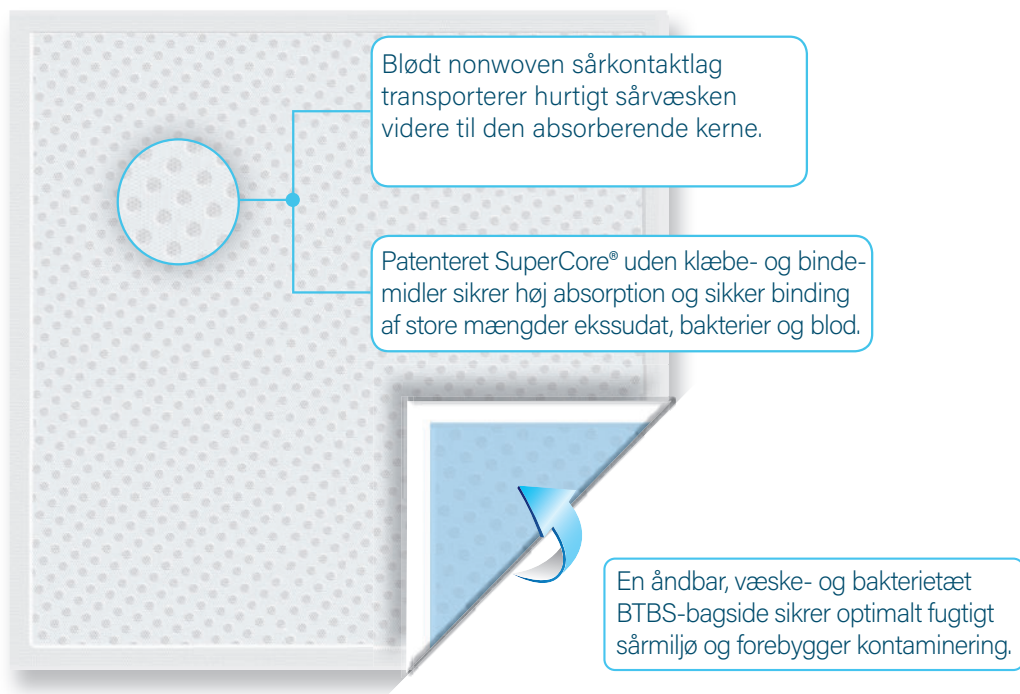 Blødt nonwoven sårkontaktlag
transporterer hurtigt sårvæsken
videre til den absorberende kerne.
Patenteret SuperCore® uden klæbe- og binde-
midler sikrer høj absorption og sikker binding
af store mængder ekssudat, bakterier og blod.
En åndbar, væske- og bakterietæt
BTBS-bagside sikrer optimalt fugtigt
sårmiljø og forebygger kontaminering.